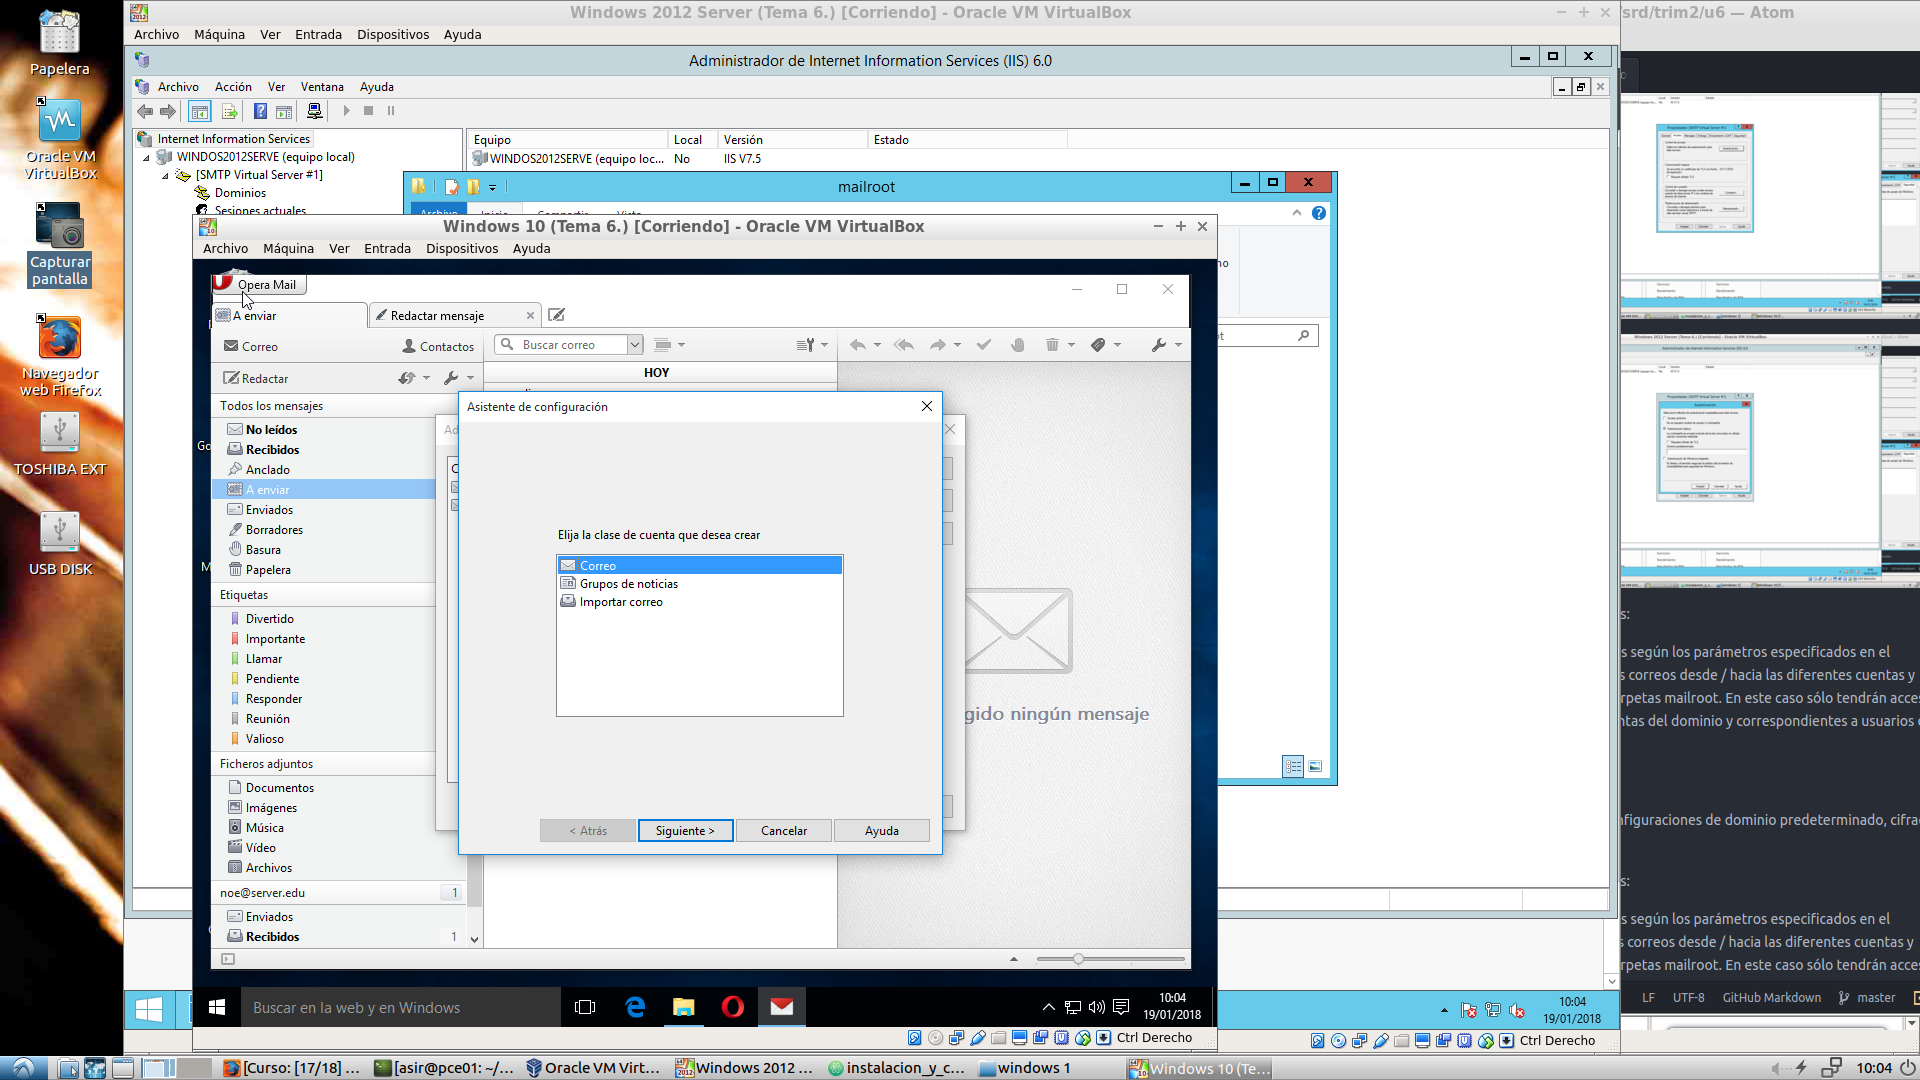 Windows 2012 Server (Tema 6.) [Corriendo] - Oracle VM VirtualBox
srd/trim2/u6 — Atom
Archivo Máquina Ver Entrada Dispositivos Ayuda
Administrador de Internet Information Services (IIS) 6.0
Archivo Acción Ver Ventana Ayuda
Internet Information Services
WINDOS2012SERVE (equipo local)
[SMTP Virtual Server #1]
Dominios
Sesiones actuales
Equipo Local Versión Estado
WINDOS2012SERVE (equipo loc... No IIS V7.5
mailroot
Windows 10 (Tema 6.) [Corriendo] - Oracle VM VirtualBox
Archivo Máquina Ver Entrada Dispositivos Ayuda
Opera Mail
A enviar
Redactar mensaje
Correo
Contactos
Buscar correo
Redactar
HOY
Todos los mensajes
No leídos
Recibidos
Anclado
A enviar
Enviados
Borradores
Basura
Papelera
Etiquetas
Divertido
Importante
Llamar
Pendiente
Responder
Reunión
Valioso
Ficheros adjuntos
Documentos
Imágenes
Música
Vídeo
Archivos
noe@server.edu 1
Enviados
Recibidos 1
Asistente de configuración
Elija la clase de cuenta que desea crear
Correo
Grupos de noticias
Importar correo
< Atrás
Siguiente >
Cancelar
Ayuda
gido ningún mensaje
Buscar en la web y en Windows
10:04
19/01/2018
Ctrl Derecho
10:04
19/01/2018
Ctrl Derecho
s:
s según los parámetros especificados en el
s correos desde / hacia las diferentes cuentas y
rpetas mailroot. En este caso sólo tendrán acces
ntas del dominio y correspondientes a usuarios
nfiguraciones de dominio predeterminado, cifrac
s:
s según los parámetros especificados en el
s correos desde / hacia las diferentes cuentas y
rpetas mailroot. En este caso sólo tendrán acces
LF UTF-8 GitHub Markdown master
Papelera
Oracle VM
VirtualBox
Capturar
pantalla
Navegador
web Firefox
TOSHIBA EXT
USB DISK
[Curso: [17/18] ...
[asir@pce01: ~/...
Oracle VM Virt...
Windows 2012 ...
instalacion_y_c...
windows 1
Windows 10 (Te...
10:04